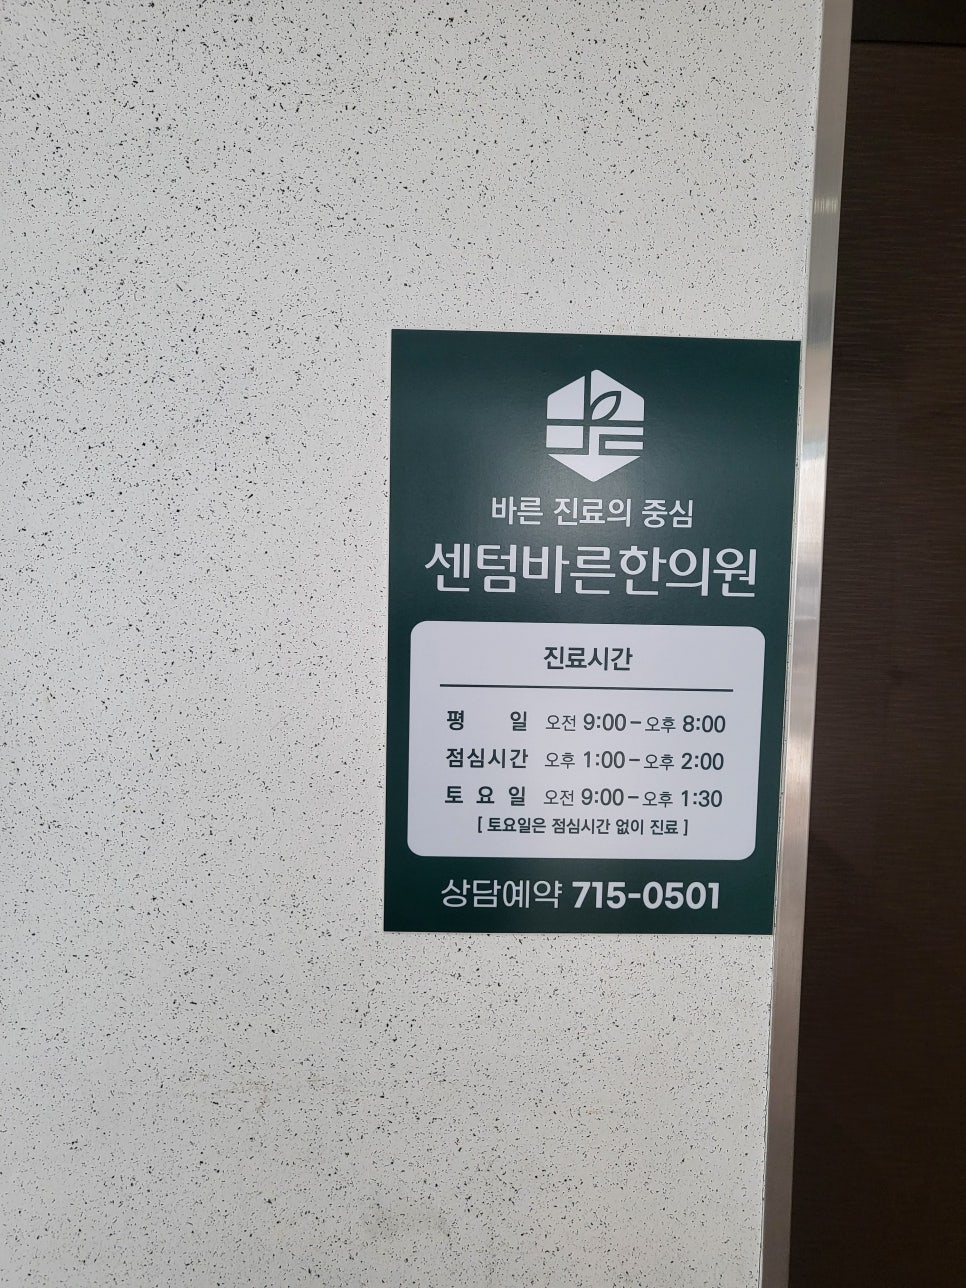 바른 진료의 중심
센텀바른한의원
진료시간
평 일 오전 9:00 - 오후 8:00
점심시간 오후 1:00 - 오후 2:00
토 요 일 오전 9:00 - 오후 1:30
[ 토요일은 점심시간 없이 진료 ]
상담예약 715-0501